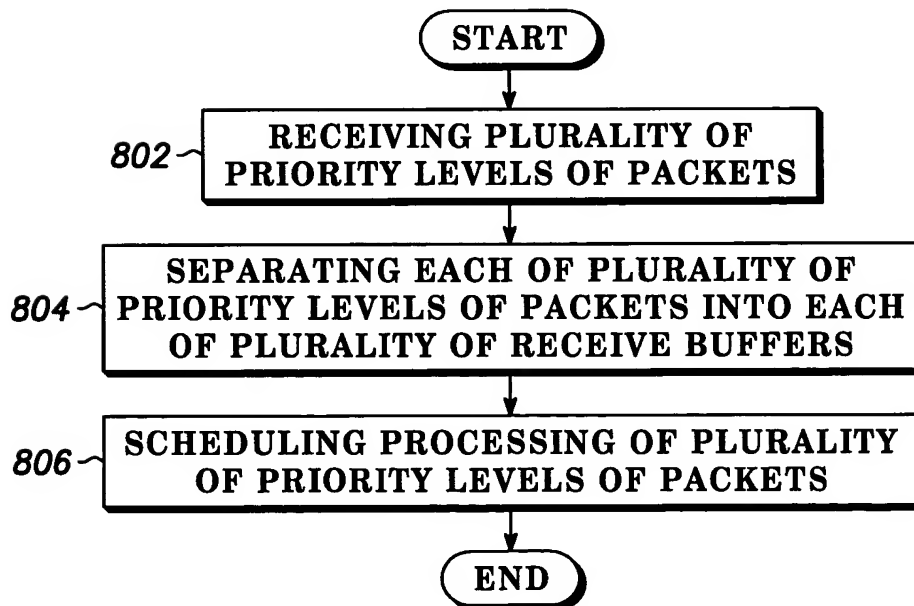 START
802
RECEIVING PLURALITY OF
PRIORITY LEVELS OF PACKETS
804
SEPARATING EACH OF PLURALITY OF
PRIORITY LEVELS OF PACKETS INTO EACH
OF PLURALITY OF RECEIVE BUFFERS
806
SCHEDULING PROCESSING OF PLURALITY
OF PRIORITY LEVELS OF PACKETS
END